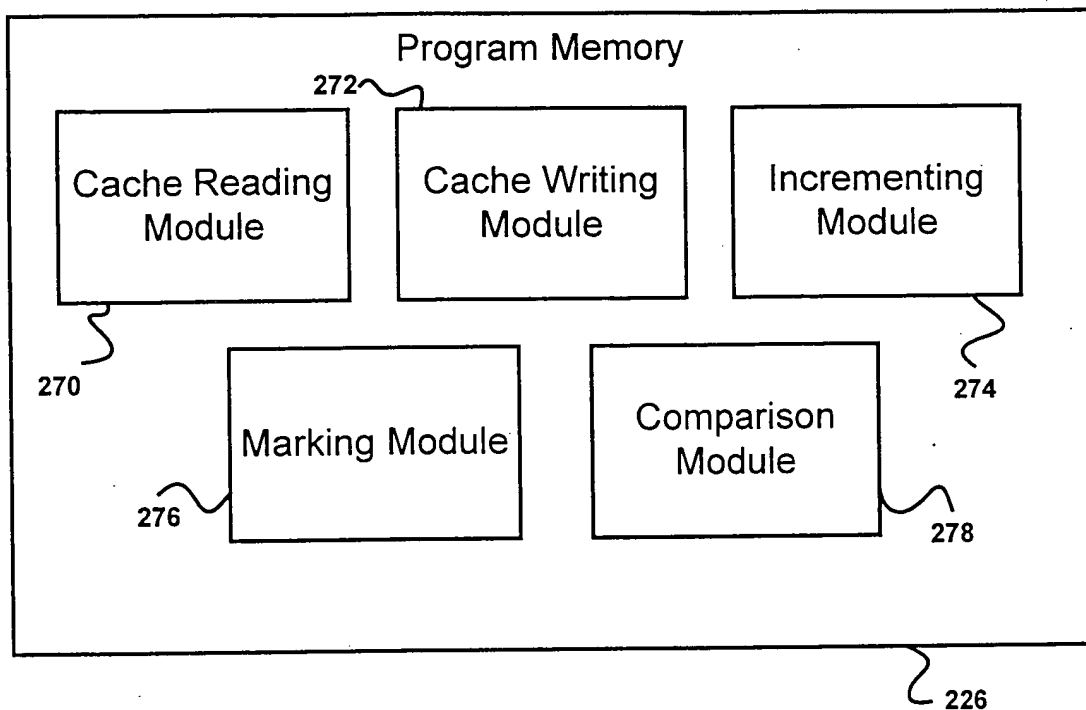 Program Memory
272
Cache Reading
Module
Cache Writing
Module
Incrementing
Module
270
274
Marking Module
Comparison
Module
276
278
226